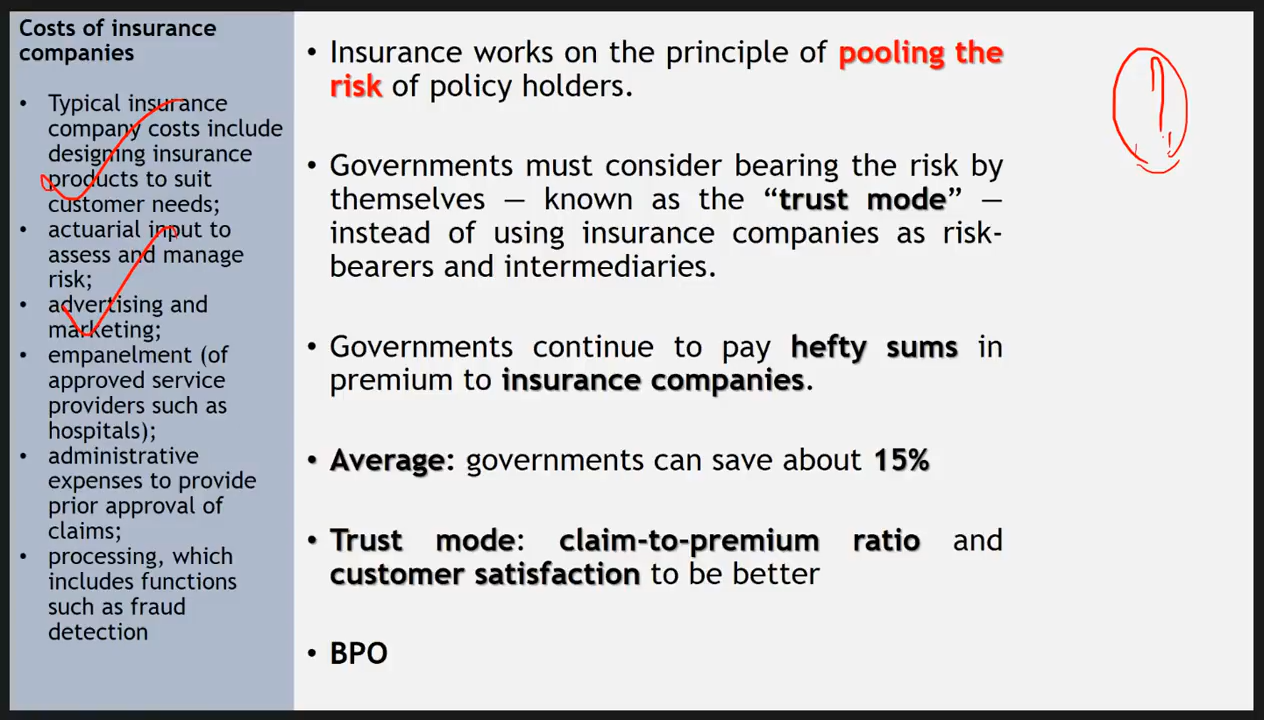 Costs of insurance
companies
• Typical insurance
company costs include
designing insurance
products to suit
customer needs;
• actuarial input to
assess and manage
risk;
• advertising and
marketing;
• empanelment (of
approved service
providers such as
hospitals);
• administrative
expenses to provide
prior approval of
claims;
• processing, which
includes functions
such as fraud
detection
• Insurance works on the principle of pooling the
risk of policy holders.
• Governments must consider bearing the risk by
themselves — known as the “trust mode” —
instead of using insurance companies as risk-
bearers and intermediaries.
• Governments continue to pay hefty sums in
premium to insurance companies.
• Average: governments can save about 15%
• Trust mode: claim-to-premium ratio and
customer satisfaction to be better
• BPO